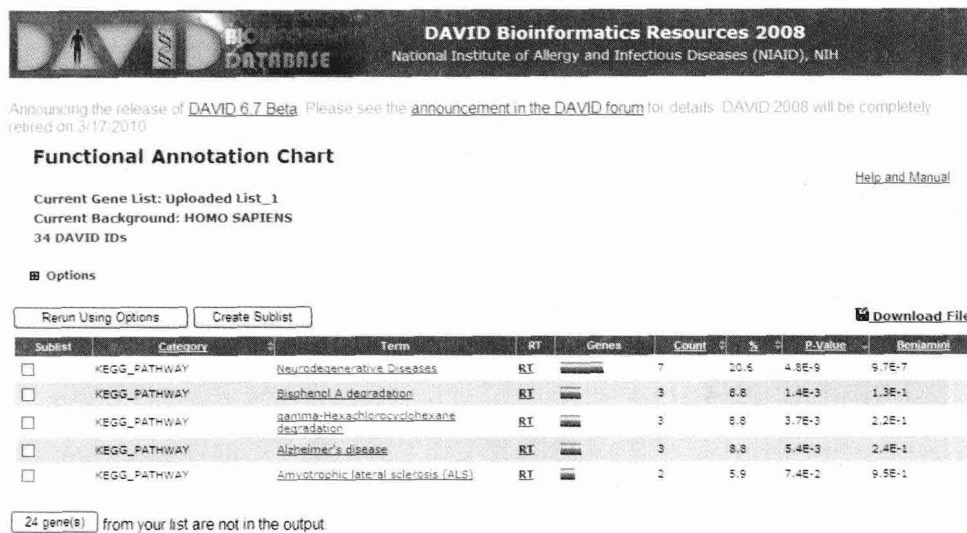 DAVID BIOINFORMATICS DATABASE
DAVID Bioinformatics Resources 2008
National Institute of Allergy and Infectious Diseases (NIAID), NIH
Announcing the release of DAVID 6.7 Beta. Please see the announcement in the DAVID forum for details. DAVID 2008 will be completely
retired on 3/17/2010
Functional Annotation Chart
Help and Manual
Current Gene List: Uploaded List_1
Current Background: HOMO SAPIENS
34 DAVID IDs
Options
Rerun Using Options Create Sublist Download File
Sublist Category Term RT Genes Count % P-Value Benjamini
KEGG_PATHWAY Neurodegenerative Diseases RT 7 20.6 4.8E-9 9.7E-7
KEGG_PATHWAY Bisphenol A degradation RT 3 8.8 1.4E-3 1.3E-1
KEGG_PATHWAY gamma-Hexachlorocyclohexane degradation RT 3 8.8 3.7E-3 2.2E-1
KEGG_PATHWAY Alzheimer's disease RT 3 8.8 5.4E-3 2.4E-1
KEGG_PATHWAY Amyotrophic lateral sclerosis (ALS) RT 2 5.9 7.4E-2 9.5E-1
24 gene(s) from your list are not in the output.